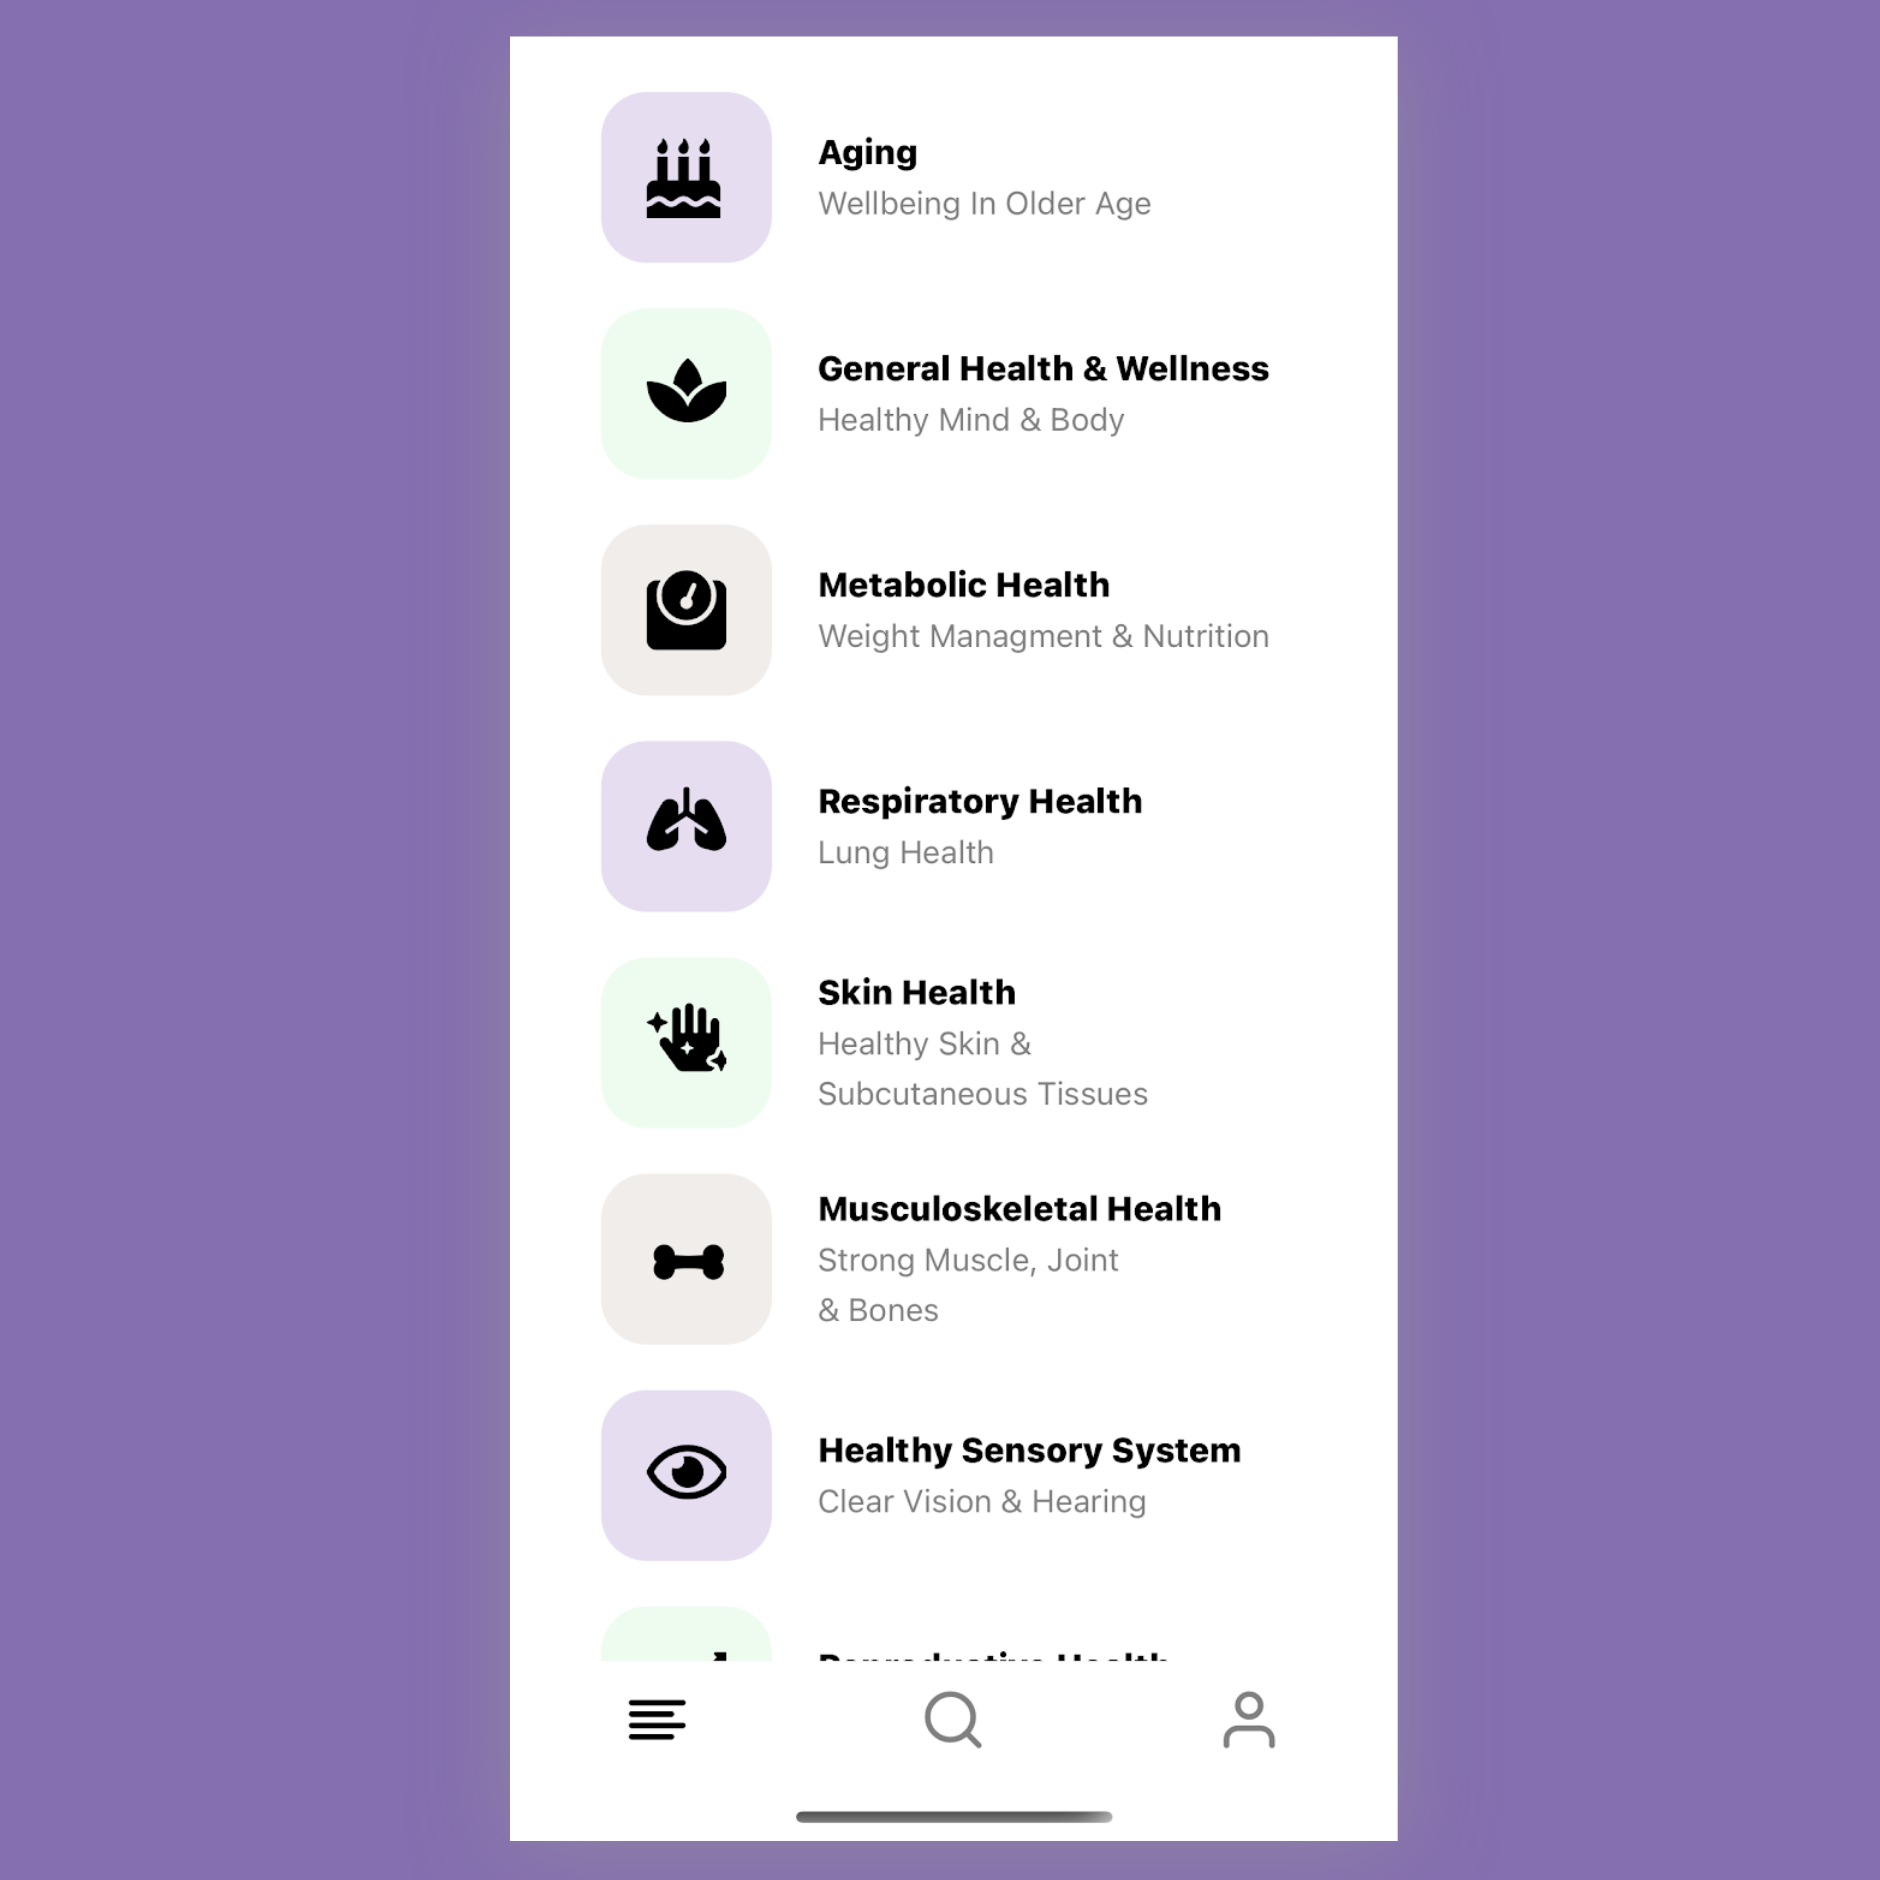 Aging
Wellbeing In Older Age
General Health & Wellness
Healthy Mind & Body
Metabolic Health
Weight Managment & Nutrition
Respiratory Health
Lung Health
Skin Health
Healthy Skin &
Subcutaneous Tissues
Musculoskeletal Health
Strong Muscle, Joint
& Bones
Healthy Sensory System
Clear Vision & Hearing
Reproductive Health